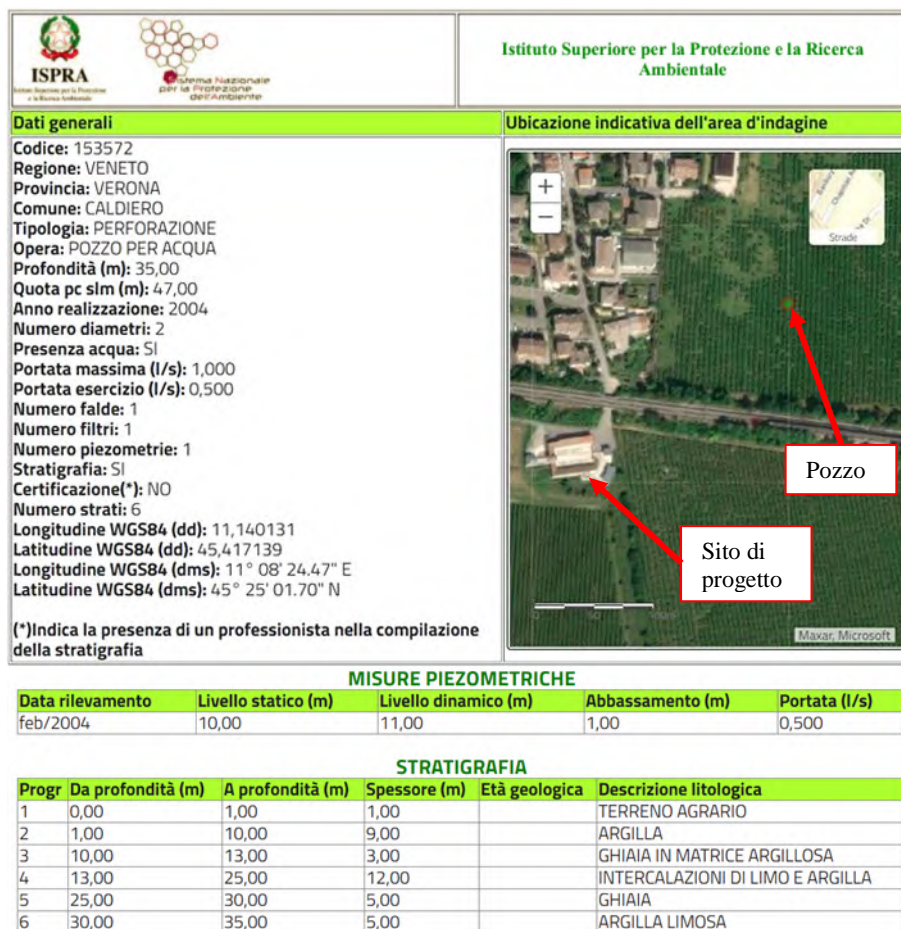 ISPRA
Istituto Superiore per la Protezione
e la Ricerca Ambientale
Sistema Nazionale
per la Protezione
dell'Ambiente
Istituto Superiore per la Protezione e la Ricerca
Ambientale
Dati generali
Codice: 153572
Regione: VENETO
Provincia: VERONA
Comune: CALDIERO
Tipologia: PERFORAZIONE
Opera: POZZO PER ACQUA
Profondità (m): 35,00
Quota pc slm (m): 47,00
Anno realizzazione: 2004
Numero diametri: 2
Presenza acqua: SI
Portata massima (l/s): 1,000
Portata esercizio (l/s): 0,500
Numero falde: 1
Numero filtri: 1
Numero piezometrie: 1
Stratigrafia: SI
Certificazione(*): NO
Numero strati: 6
Longitudine WGS84 (dd): 11,140131
Latitudine WGS84 (dd): 45,417139
Longitudine WGS84 (dms): 11° 08' 24.47" E
Latitudine WGS84 (dms): 45° 25' 01.70" N
(*)Indica la presenza di un professionista nella compilazione
della stratigrafia
Ubicazione indicativa dell'area d'indagine
+
−
Strade
Pozzo
Sito di
progetto
Maxar, Microsoft
MISURE PIEZOMETRICHE
Data rilevamento Livello statico (m) Livello dinamico (m) Abbassamento (m) Portata (l/s)
feb/2004 10,00 11,00 1,00 0,500
STRATIGRAFIA
Progr Da profondità (m) A profondità (m) Spessore (m) Età geologica Descrizione litologica
1 0,00 1,00 1,00 TERRENO AGRARIO
2 1,00 10,00 9,00 ARGILLA
3 10,00 13,00 3,00 GHIAIA IN MATRICE ARGILLOSA
4 13,00 25,00 12,00 INTERCALAZIONI DI LIMO E ARGILLA
5 25,00 30,00 5,00 GHIAIA
6 30,00 35,00 5,00 ARGILLA LIMOSA